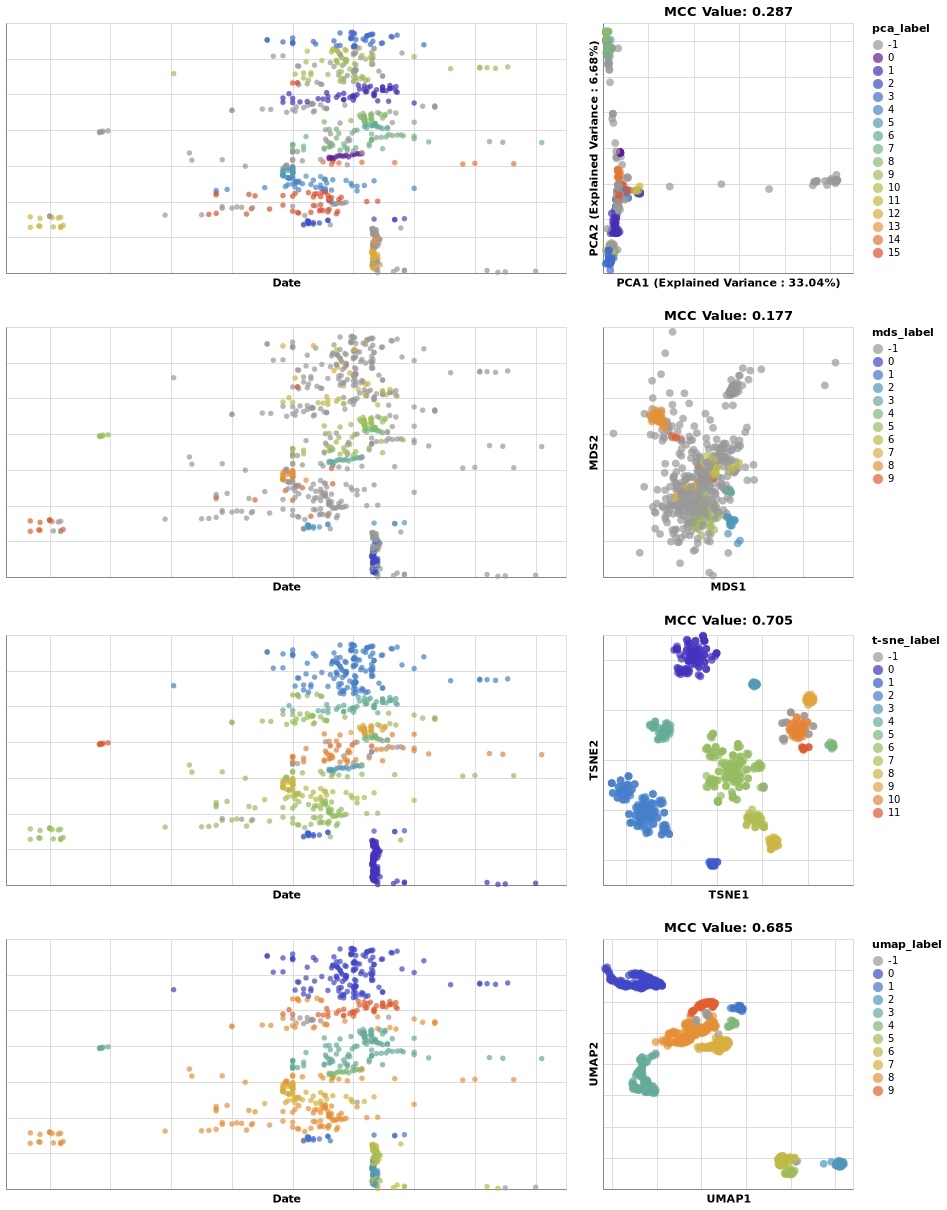 MCC Value: 0.287
PCA2 (Explained Variance : 6.68%)
Date
PCA1 (Explained Variance : 33.04%)
pca_label
-1
0
1
2
3
4
5
6
7
8
9
10
11
12
13
14
15
MCC Value: 0.177
MDS2
Date
MDS1
mds_label
-1
0
1
2
3
4
5
6
7
8
9
MCC Value: 0.705
TSNE2
Date
TSNE1
t-sne_label
-1
0
1
2
3
4
5
6
7
8
9
10
11
MCC Value: 0.685
UMAP2
Date
UMAP1
umap_label
-1
0
1
2
3
4
5
6
7
8
9